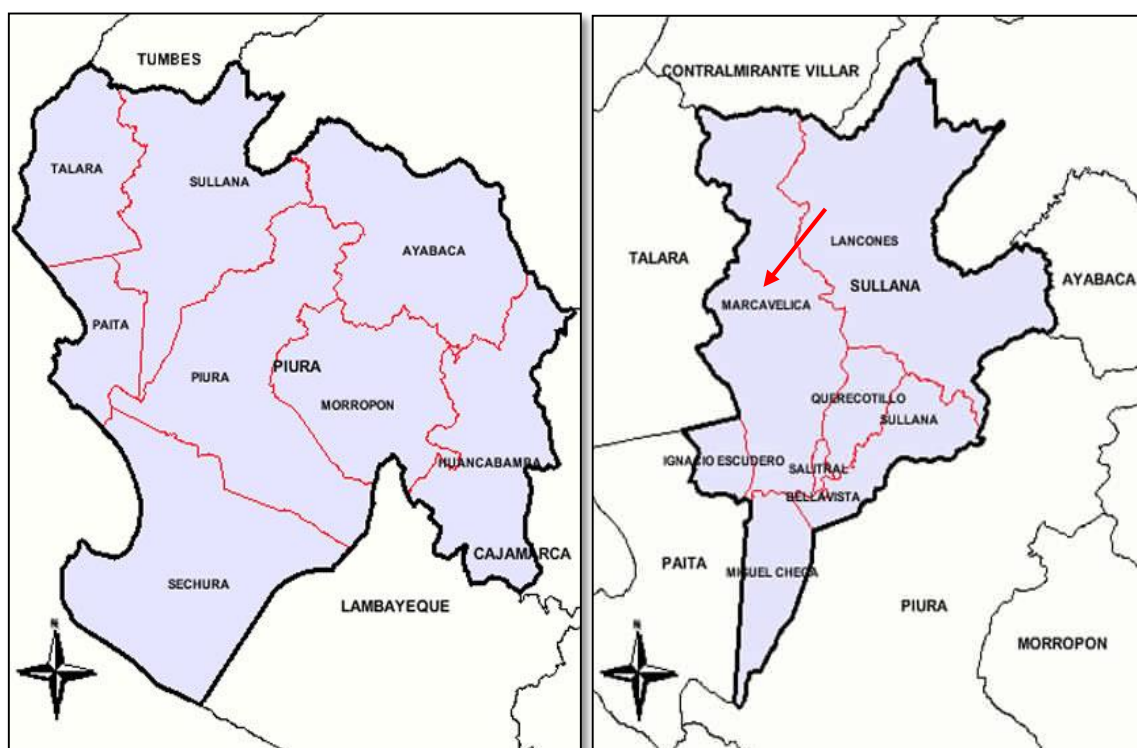 TUMBES
TALARA
SULLANA
AYABACA
PAITA
PIURA
PIURA
MORROPON
HUANCABAMBA
CAJAMARCA
SECHURA
LAMBAYEQUE
N
CONTRALMIRANTE VILLAR
TALARA
LANCONES
SULLANA
AYABACA
MARCAVELICA
QUERECOTILLO
SULLANA
IGNACIO ESCUDERO
SALITRAL
BELLAVISTA
PAITA
MIGUEL CHECA
PIURA
MORROPON
N